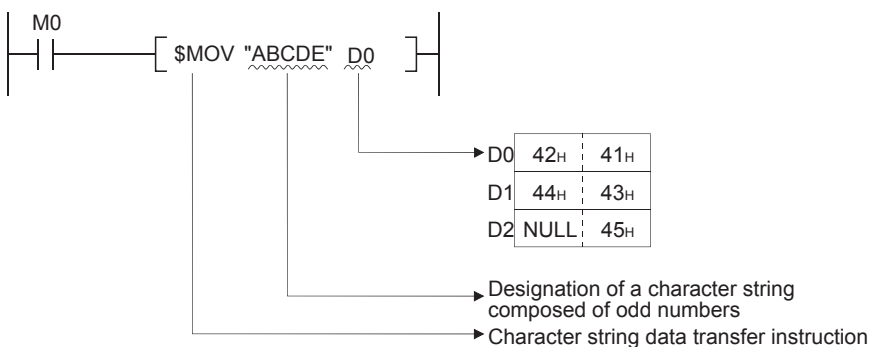 M0
$MOV "ABCDE" D0
D0 42H 41H
D1 44H 43H
D2 NULL 45H
Designation of a character string
composed of odd numbers
Character string data transfer instruction